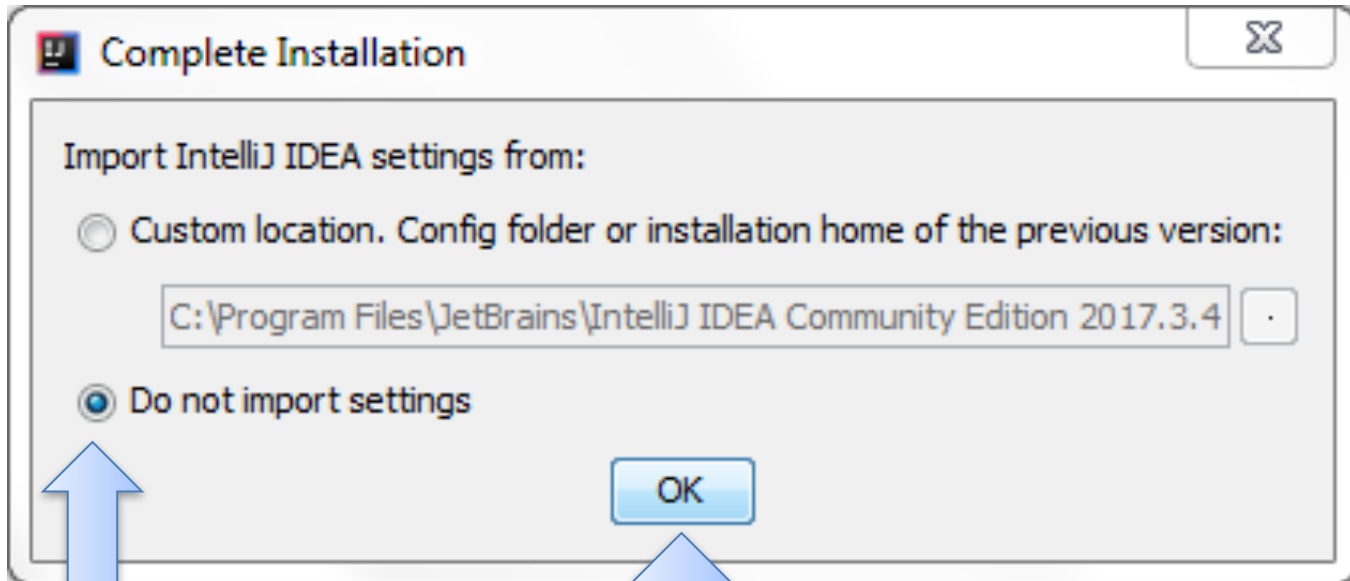 Complete Installation
Import IntelliJ IDEA settings from:
Custom location. Config folder or installation home of the previous version:
C:\Program Files\JetBrains\IntelliJ IDEA Community Edition 2017.3.4
Do not import settings
OK